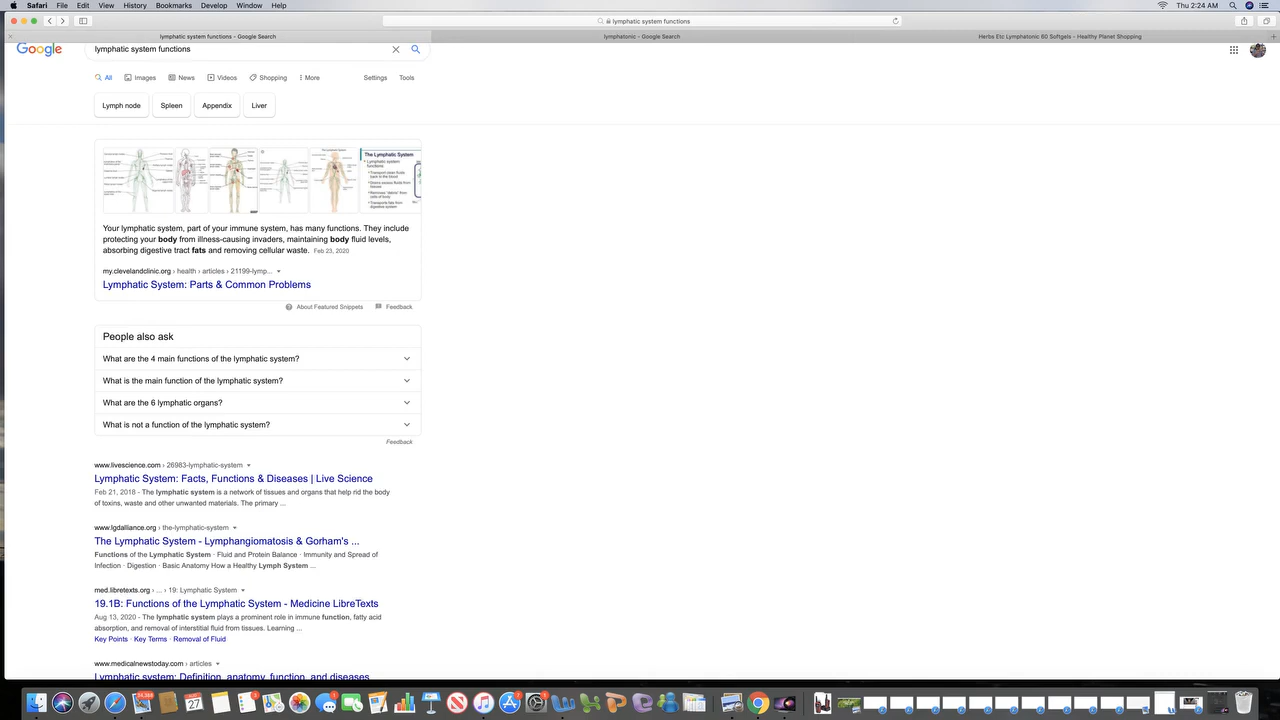 Safari File Edit View History Bookmarks Develop Window Help
Thu 2:24 AM
lymphatic system functions
lymphatic system functions - Google Search
lymphatonic - Google Search
Herbs Etc Lymphatonic 60 Softgels - Healthy Planet Shopping
Google
lymphatic system functions
All Images News Videos Shopping More Settings Tools
Lymph node Spleen Appendix Liver
The Lymphatic System
Your lymphatic system, part of your immune system, has many functions. They include
protecting your body from illness-causing invaders, maintaining body fluid levels,
absorbing digestive tract fats and removing cellular waste. Feb 23, 2020
my.clevelandclinic.org › health › articles › 21199-lymp...
Lymphatic System: Parts & Common Problems
About Featured Snippets Feedback
People also ask
What are the 4 main functions of the lymphatic system?
What is the main function of the lymphatic system?
What are the 6 lymphatic organs?
What is not a function of the lymphatic system?
Feedback
www.livescience.com › 26983-lymphatic-system
Lymphatic System: Facts, Functions & Diseases | Live Science
Feb 21, 2018 - The lymphatic system is a network of tissues and organs that help rid the body
of toxins, waste and other unwanted materials. The primary ...
www.lgdalliance.org › the-lymphatic-system
The Lymphatic System - Lymphangiomatosis & Gorham's ...
Functions of the Lymphatic System · Fluid and Protein Balance · Immunity and Spread of
Infection · Digestion · Basic Anatomy How a Healthy Lymph System ...
med.libretexts.org › ... › 19: Lymphatic System
19.1B: Functions of the Lymphatic System - Medicine LibreTexts
Aug 13, 2020 - The lymphatic system plays a prominent role in immune function, fatty acid
absorption, and removal of interstitial fluid from tissues. Learning ...
Key Points · Key Terms · Removal of Fluid
www.medicalnewstoday.com › articles
Lymphatic system: Definition, anatomy, function, and diseases
27